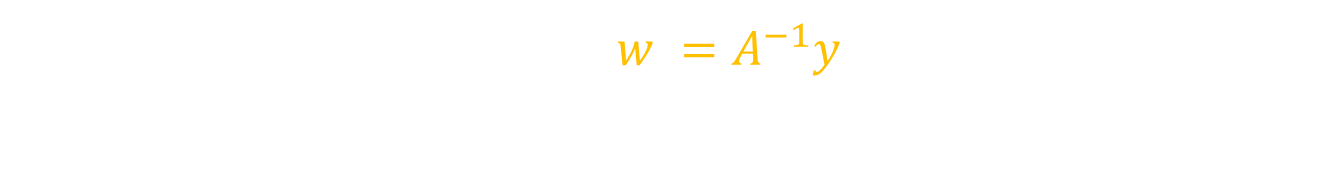 w = A⁻¹y